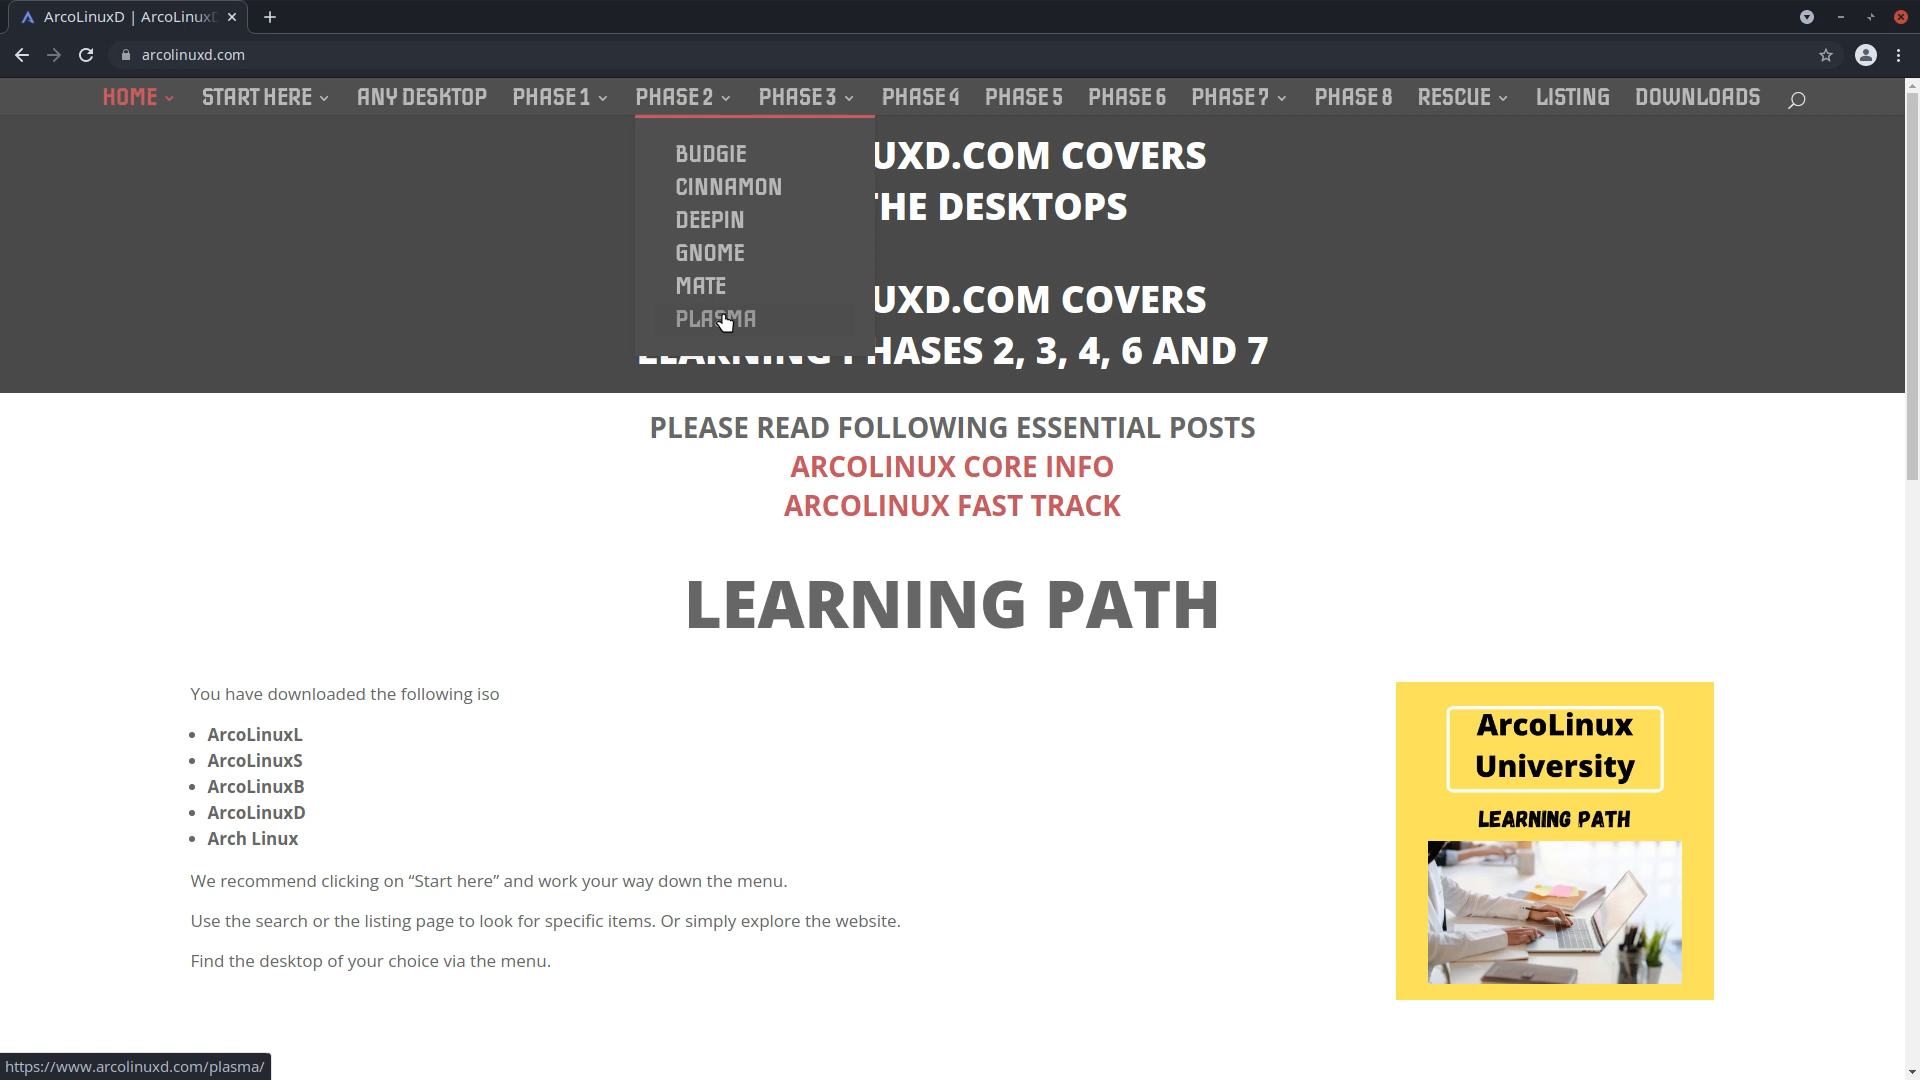 ArcoLinuxD | ArcoLinuxD
arcolinuxd.com
HOME START HERE ANY DESKTOP PHASE 1 PHASE 2 PHASE 3 PHASE 4 PHASE 5 PHASE 6 PHASE 7 PHASE 8 RESCUE LISTING DOWNLOADS
BUDGIE
CINNAMON
DEEPIN
GNOME
MATE
PLASMA
UXD.COM COVERS
THE DESKTOPS
UXD.COM COVERS
LEARNING PHASES 2, 3, 4, 6 AND 7
PLEASE READ FOLLOWING ESSENTIAL POSTS
ARCOLINUX CORE INFO
ARCOLINUX FAST TRACK
LEARNING PATH
You have downloaded the following iso
• ArcoLinuxL
• ArcoLinuxS
• ArcoLinuxB
• ArcoLinuxD
• Arch Linux
We recommend clicking on “Start here” and work your way down the menu.
Use the search or the listing page to look for specific items. Or simply explore the website.
Find the desktop of your choice via the menu.
ArcoLinux
University
LEARNING PATH
https://www.arcolinuxd.com/plasma/